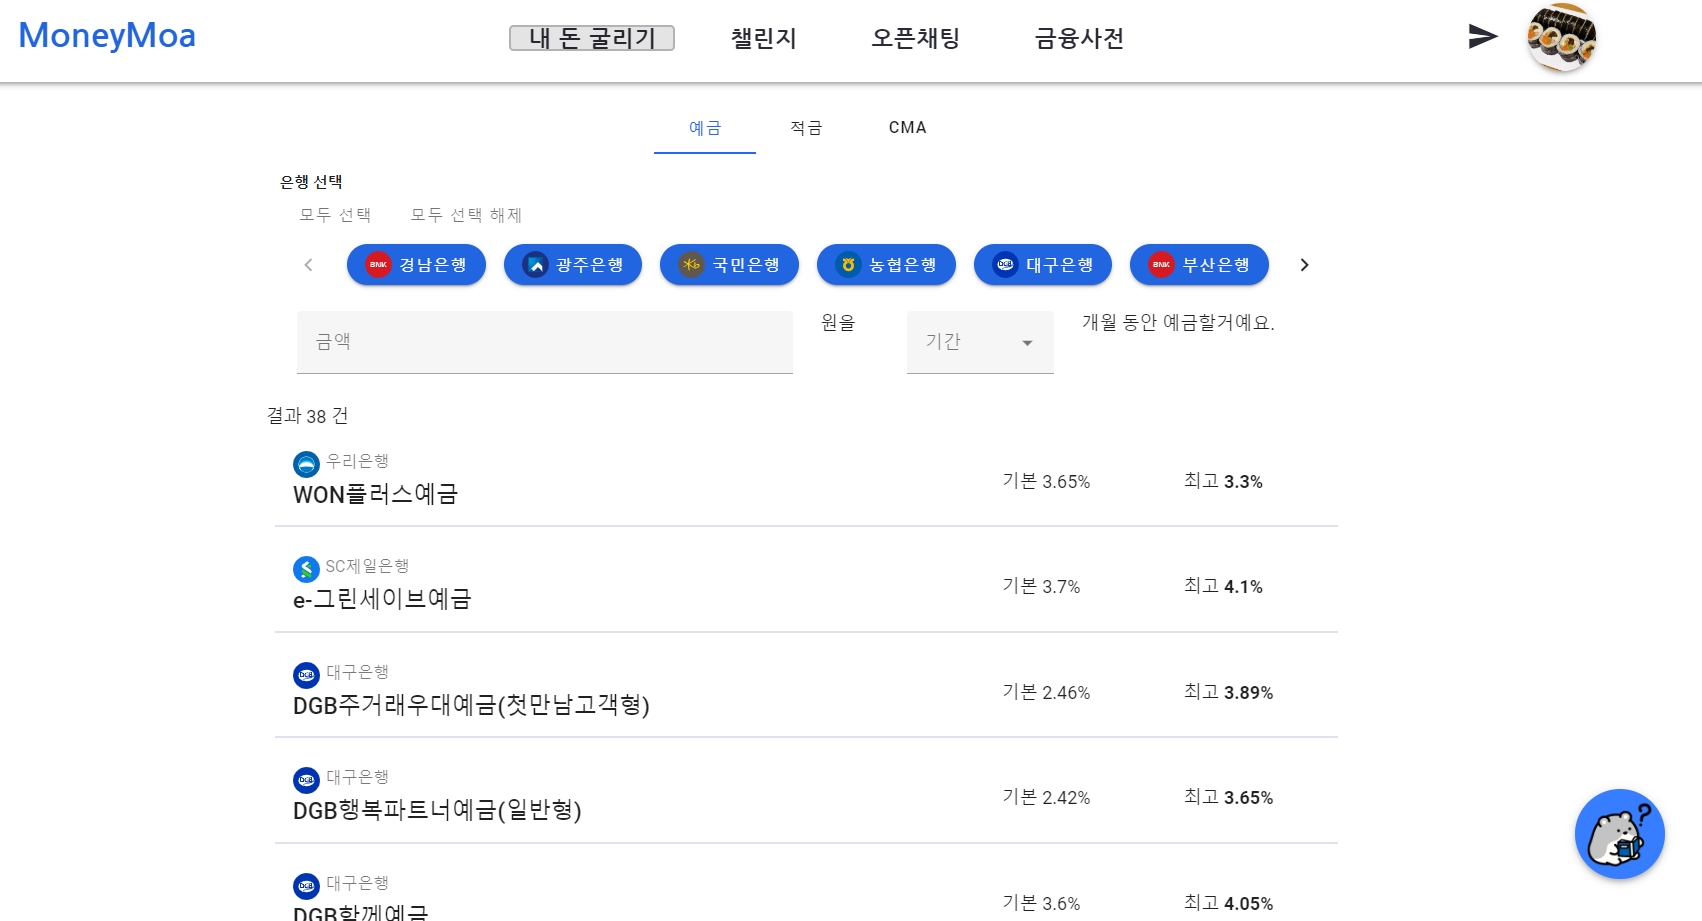 MoneyMoa
내 돈 굴리기 챌린지 오픈채팅 금융사전
예금 적금 CMA
은행 선택
모두 선택 모두 선택 해제
BNK 경남은행 광주은행 국민은행 농협은행 DGB 대구은행 BNK 부산은행
금액 원을 기간 개월 동안 예금할거예요.
결과 38 건
우리은행
WON플러스예금 기본 3.65% 최고 3.3%
SC제일은행
e-그린세이브예금 기본 3.7% 최고 4.1%
DGB 대구은행
DGB주거래우대예금(첫만남고객형) 기본 2.46% 최고 3.89%
DGB 대구은행
DGB행복파트너예금(일반형) 기본 2.42% 최고 3.65%
?
DGB 대구은행
DGB함께예금 기본 3.6% 최고 4.05%